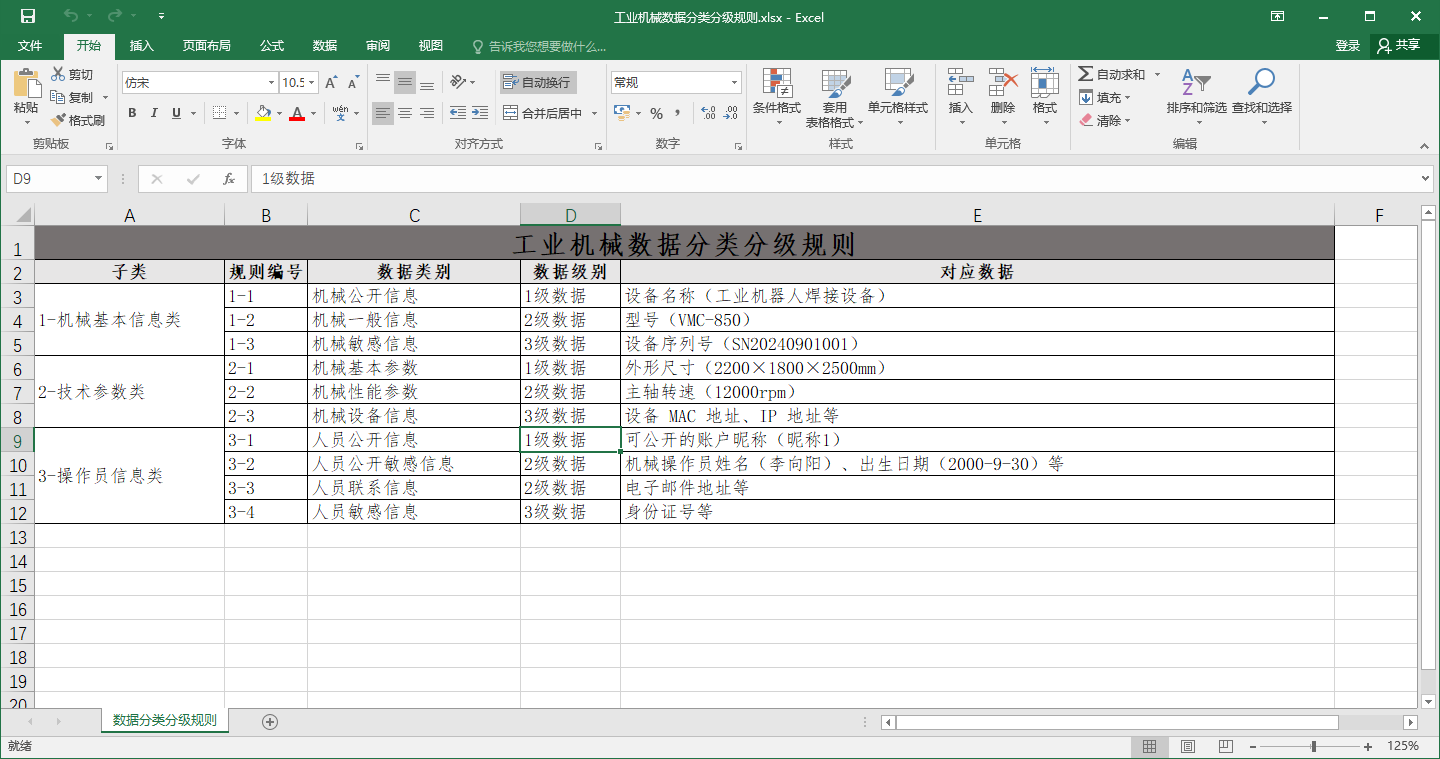 工业机械数据分类分级规则.xlsx - Excel
文件 开始 插入 页面布局 公式 数据 审阅 视图 告诉我您想要做什么... 登录 共享
粘贴 剪切 复制 格式刷 剪贴板
仿宋 10.5 A A B I U A wén 变 字体
自动换行 合并后居中 对齐方式
常规 % , .0 .00 数字
条件格式 套用 表格格式 单元格样式 样式
插入 删除 格式 单元格
自动求和 填充 清除 排序和筛选 查找和选择 编辑
D9 fx 1级数据
A B C D E F
1 工业机械数据分类分级规则
2 子类 规则编号 数据类别 数据级别 对应数据
3 1-1 机械公开信息 1级数据 设备名称（工业机器人焊接设备）
4 1-机械基本信息类 1-2 机械一般信息 2级数据 型号（VMC-850）
5 1-3 机械敏感信息 3级数据 设备序列号（SN20240901001）
6 2-1 机械基本参数 1级数据 外形尺寸（2200×1800×2500mm）
7 2-技术参数类 2-2 机械性能参数 2级数据 主轴转速（12000rpm）
8 2-3 机械设备信息 3级数据 设备 MAC 地址、IP 地址等
9 3-1 人员公开信息 1级数据 可公开的账户昵称（昵称1）
10 3-2 人员公开敏感信息 2级数据 机械操作员姓名（李向阳）、出生日期（2000-9-30）等
3-操作员信息类
11 3-3 人员联系信息 2级数据 电子邮件地址等
12 3-4 人员敏感信息 3级数据 身份证号等
13
14
15
16
17
18
19
20
数据分类分级规则
就绪 125%